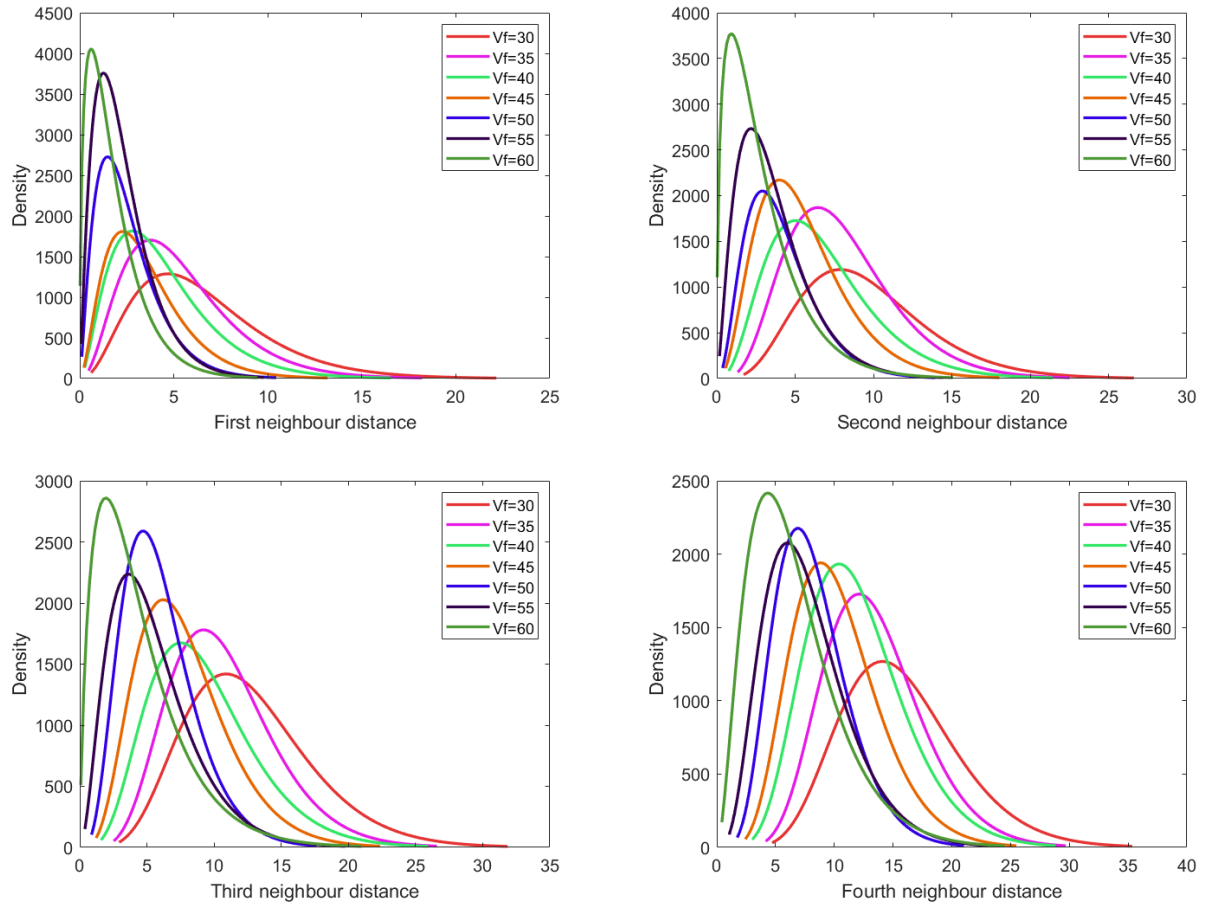 4500
4000
3500
3000
2500
2000
1500
1000
500
0
Density
0 5 10 15 20 25
First neighbour distance
Vf=30
Vf=35
Vf=40
Vf=45
Vf=50
Vf=55
Vf=60
4000
3500
3000
2500
2000
1500
1000
500
0
Density
0 5 10 15 20 25 30
Second neighbour distance
Vf=30
Vf=35
Vf=40
Vf=45
Vf=50
Vf=55
Vf=60
3000
2500
2000
1500
1000
500
0
Density
0 5 10 15 20 25 30 35
Third neighbour distance
Vf=30
Vf=35
Vf=40
Vf=45
Vf=50
Vf=55
Vf=60
2500
2000
1500
1000
500
0
Density
0 5 10 15 20 25 30 35 40
Fourth neighbour distance
Vf=30
Vf=35
Vf=40
Vf=45
Vf=50
Vf=55
Vf=60